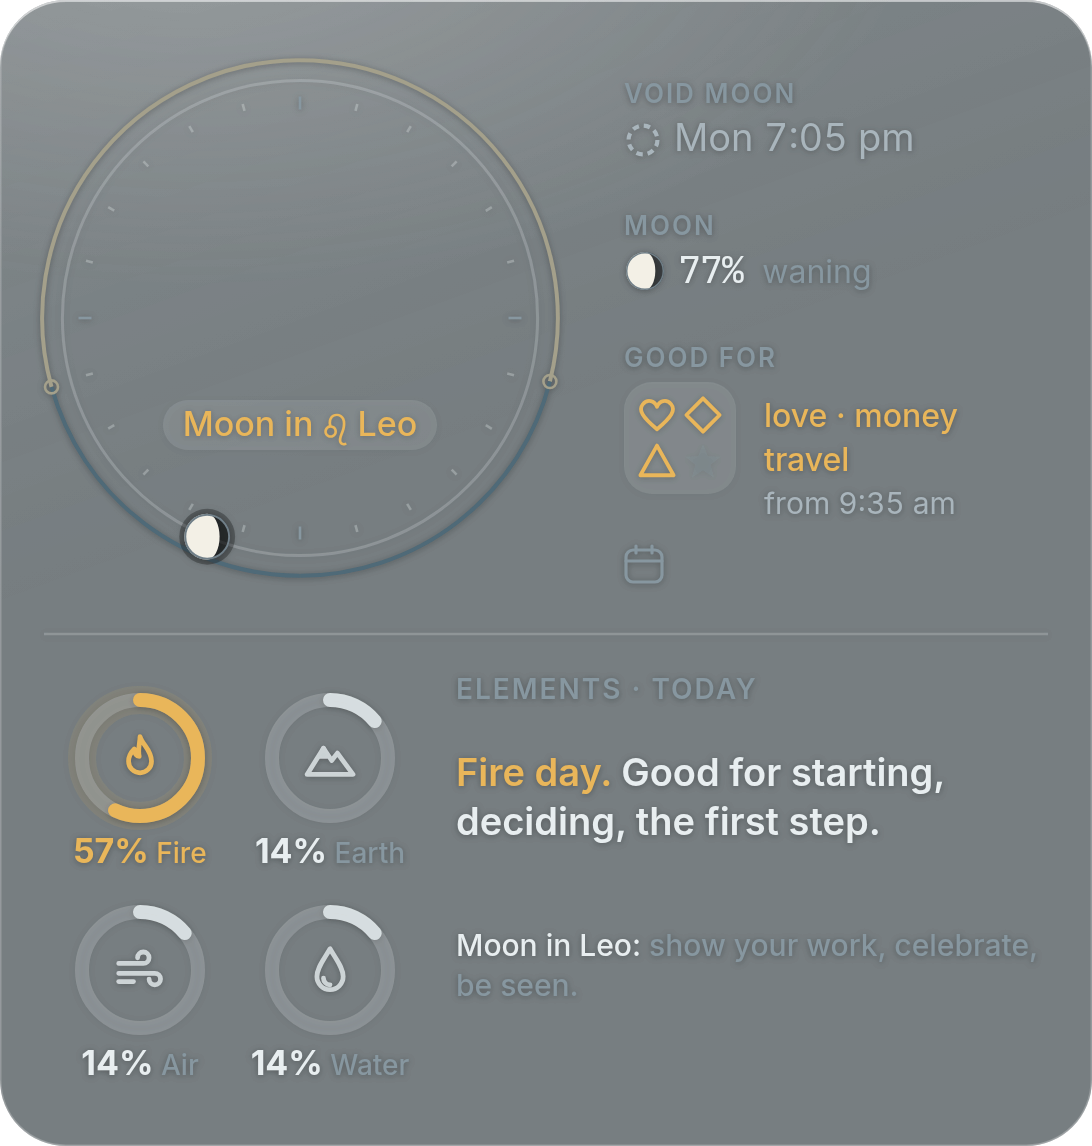 VOID MOON
Mon 7:05 pm
MOON
77% waning
GOOD FOR
love · money
travel
from 9:35 am
Moon in ♌ Leo
ELEMENTS · TODAY
Fire day. Good for starting,
deciding, the first step.
57% Fire
14% Earth
Moon in Leo: show your work, celebrate,
be seen.
14% Air
14% Water